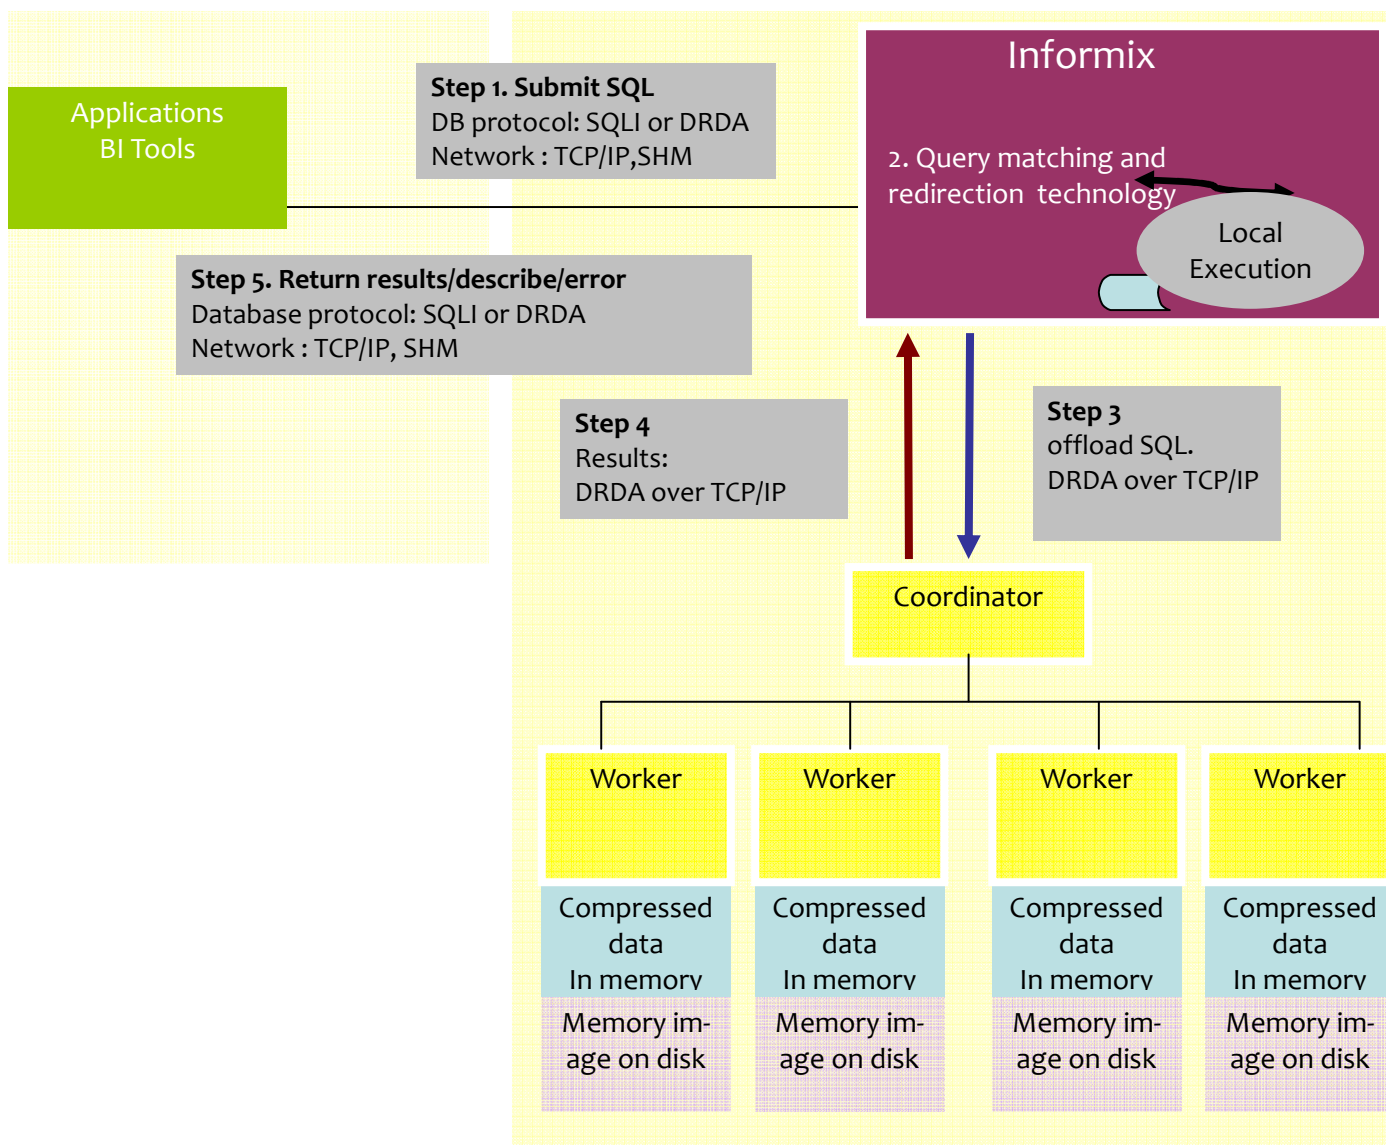 Informix
Applications
BI Tools
Step 1. Submit SQL
DB protocol: SQLI or DRDA
Network : TCP/IP,SHM
2. Query matching and
redirection technology
Local
Execution
Step 5. Return results/describe/error
Database protocol: SQLI or DRDA
Network : TCP/IP, SHM
Step 4
Results:
DRDA over TCP/IP
Step 3
offload SQL.
DRDA over TCP/IP
Coordinator
Worker
Worker
Worker
Worker
Compressed
data
In memory
Compressed
data
In memory
Compressed
data
In memory
Compressed
data
In memory
Memory im-
age on disk
Memory im-
age on disk
Memory im-
age on disk
Memory im-
age on disk